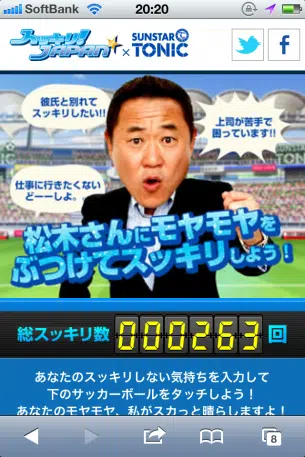 SoftBank 20:20
スッキリ!
JAPAN × SUNSTAR TONIC
彼氏と別れて
スッキリしたい!!
上司が苦手で
困っています!!
仕事に行きたくない
どーーしよ。
松木さんにモヤモヤを
ぶつけてスッキリしよう!
総スッキリ数 000263 回
あなたのスッキリしない気持ちを入力して
下のサッカーボールをタッチしよう!
あなたのモヤモヤ、私がスカっと晴らしますよ!
8